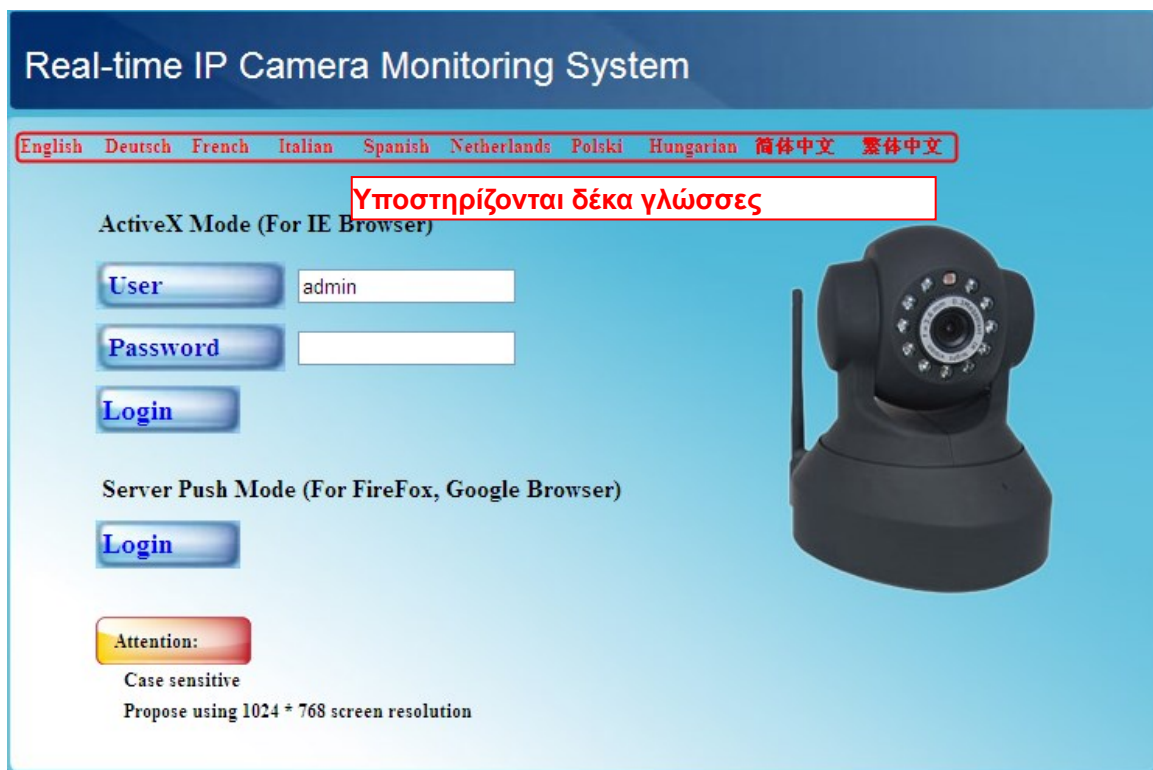 Real-time IP Camera Monitoring System
English Deutsch French Italian Spanish Netherlands Polski Hungarian 简体中文 繁体中文
Υποστηρίζονται δέκα γλώσσες
ActiveX Mode (For IE Browser)
User admin
Password
Login
Server Push Mode (For FireFox, Google Browser)
Login
Attention:
Case sensitive
Propose using 1024 * 768 screen resolution